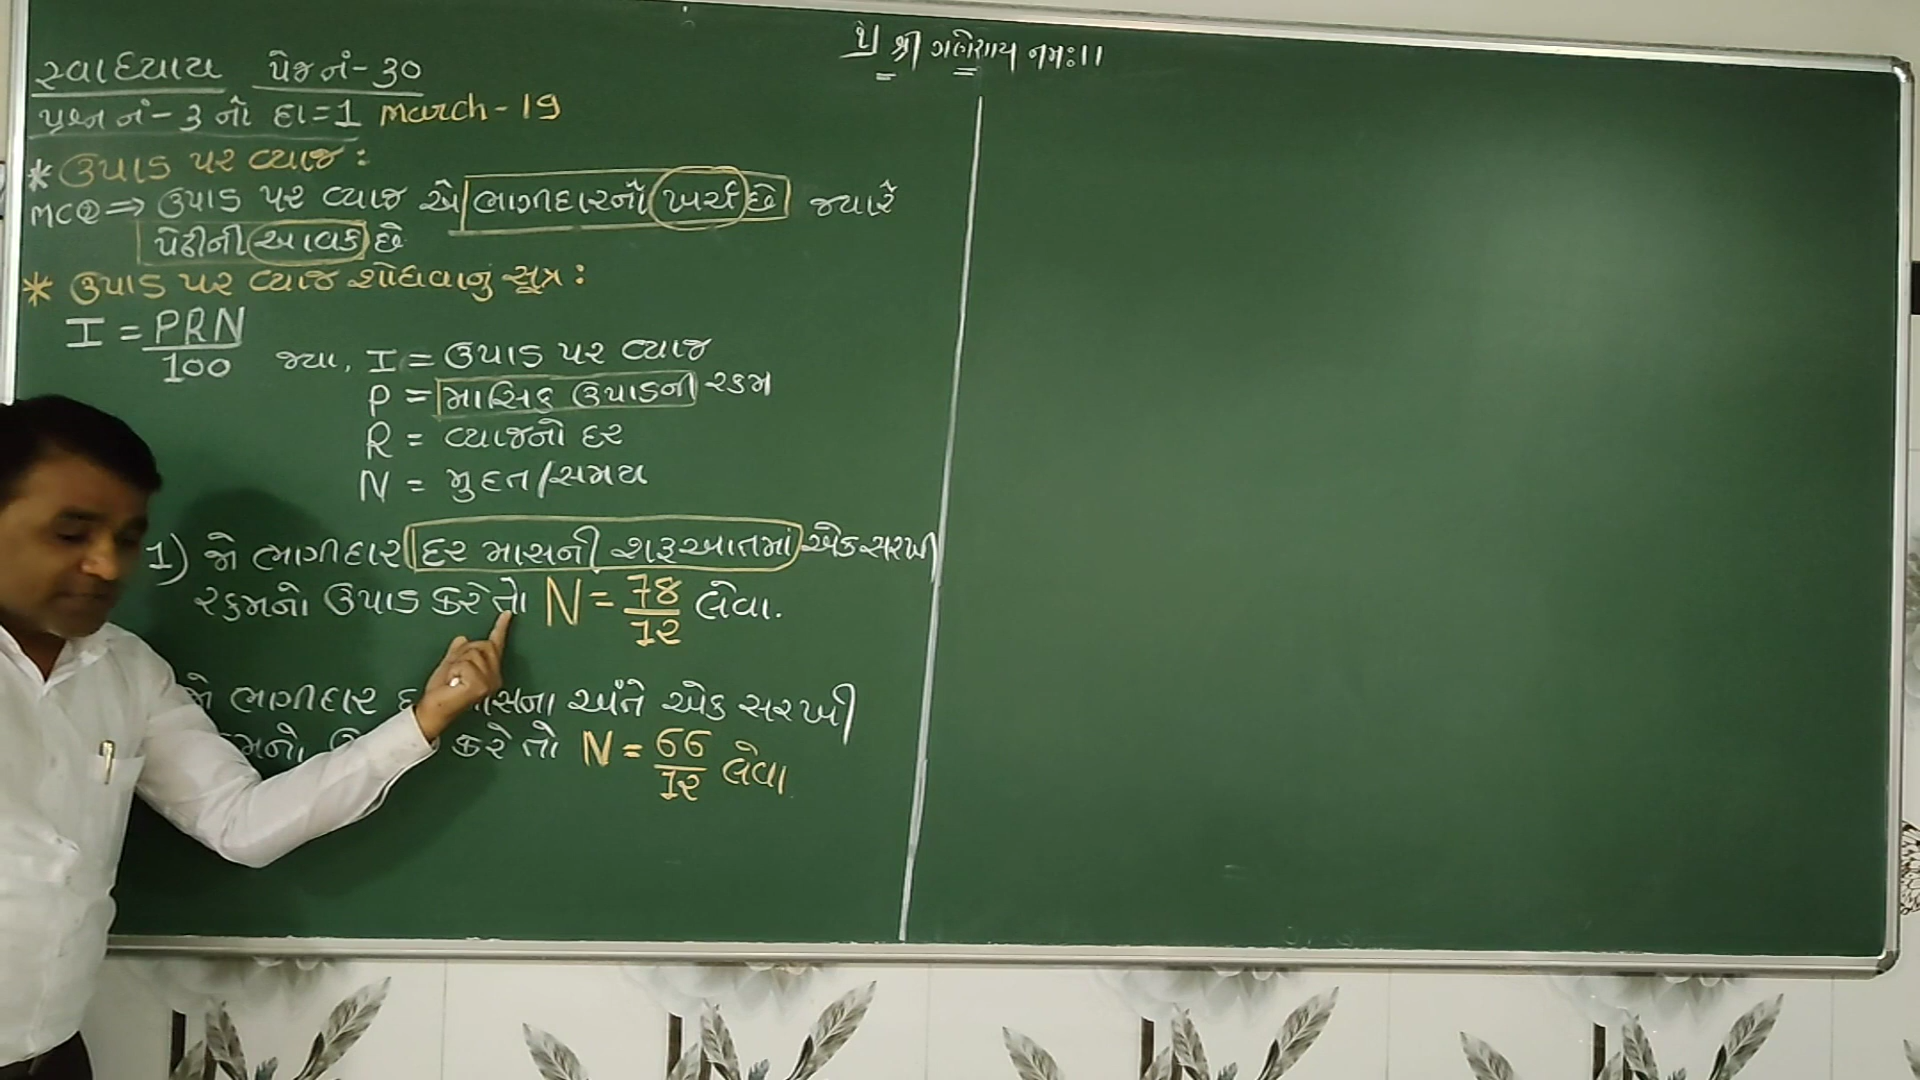 શ્રી ગણેશાય નમઃ।।
સ્વાધ્યાય પેજ નં- 30
પ્રશ્ન નં - 3 નો દા = 1 march - 19
* ઉપાડ પર વ્યાજ :
MCQ ⇒ ઉપાડ પર વ્યાજ એ ભાગીદારનો ખર્ચ છે જ્યારે
પેઢીની આવક છે
* ઉપાડ પર વ્યાજ શોધવાનું સૂત્ર :
I = PRN/100
જ્યા, I = ઉપાડ પર વ્યાજ
P = માસિક ઉપાડની રકમ
R = વ્યાજનો દર
N = મુદત/સમય
1) જો ભાગીદાર દર માસની શરૂઆતમાં એક સરખી
રકમનો ઉપાડ કરે તો N = 78/12 લેવા.
ભાગીદાર માસના અંતે એક સરખી
કરે તો N = 66/12 લેવા